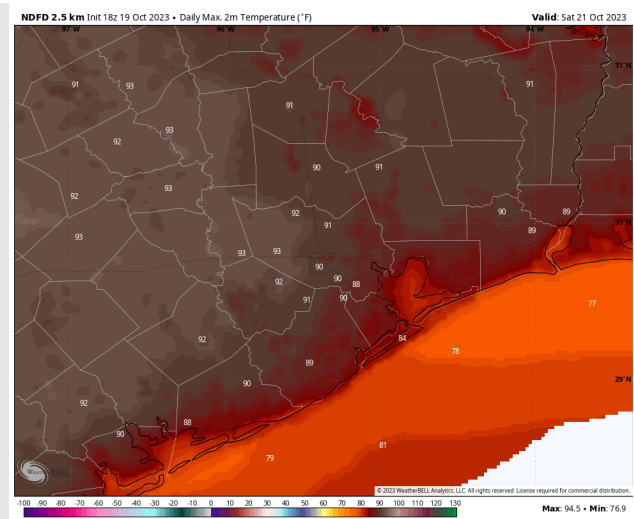 NDFD 2.5 km Init 18z 19 Oct 2023 • Daily Max. 2m Temperature (°F)
Valid: Sat 21 Oct 2023
97°W 96°W 95°W 94°W
31°N
91 93 91 91
92 93
90 91
92 93
92 90 89
93 91 89
30°N
93 93
90
92 90 88
91 90
77
92 84 78
89
29°N
90
92
90 88
81
79
WeatherBELL
© 2023 WeatherBELL Analytics, LLC. All rights reserved. License required for commercial distribution.
-100 -90 -80 -70 -60 -50 -40 -30 -20 -10 0 10 20 30 40 50 60 70 80 90 100 110 120 130
Max: 94.5 • Min: 76.9